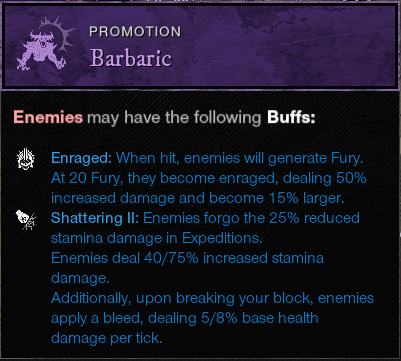 PROMOTION
Barbaric
Enemies may have the following Buffs:
Enraged: When hit, enemies will generate Fury.
At 20 Fury, they become enraged, dealing 50%
increased damage and become 15% larger.
Shattering II: Enemies forgo the 25% reduced
stamina damage in Expeditions.
Enemies deal 40/75% increased stamina
damage.
Additionally, upon breaking your block, enemies
apply a bleed, dealing 5/8% base health
damage per tick.